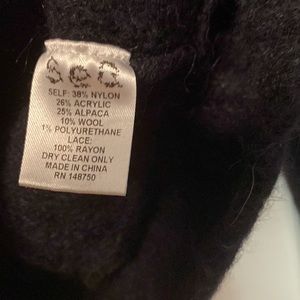 SELF: 38% NYLON
26% ACRYLIC
25% ALPACA
10% WOOL
1% POLYURETHANE
LACE:
100% RAYON
DRY CLEAN ONLY
MADE IN CHINA
RN 148750